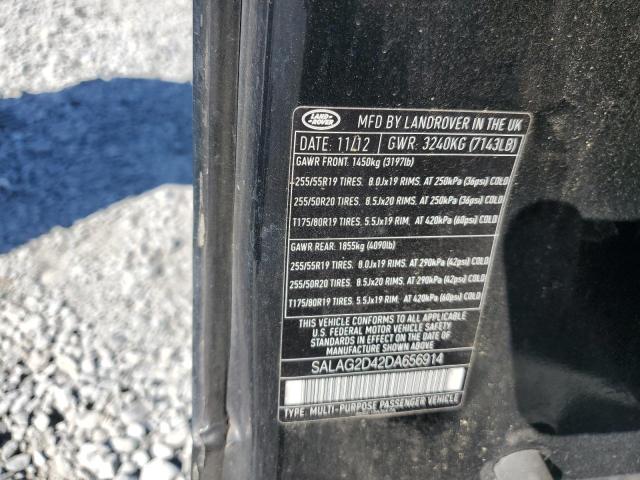 LAND ROVER
MFD BY LANDROVER IN THE UK
DATE: 11/12 GWR: 3240KG (7143LB)
GAWR FRONT: 1450kg (3197lb)
255/55R19 TIRES. 8.0Jx19 RIMS. AT 250kPa (36psi) COLD
255/50R20 TIRES. 8.5Jx20 RIMS. AT 250kPa (36psi) COLD
T175/80R19 TIRES. 5.5Jx19 RIM. AT 420kPa (60psi) COLD
GAWR REAR: 1855kg (4090lb)
255/55R19 TIRES. 8.0Jx19 RIMS. AT 290kPa (42psi) COLD
255/50R20 TIRES. 8.5Jx20 RIMS. AT 290kPa (42psi) COLD
T175/80R19 TIRES. 5.5Jx19 RIM. AT 420kPa (60psi) COLD
THIS VEHICLE CONFORMS TO ALL APPLICABLE
U.S. FEDERAL MOTOR VEHICLE SAFETY
STANDARDS IN EFFECT ON THE DATE OF
MANUFACTURE SHOWN ABOVE.
SALAG2D42DA656914
TYPE: MULTI-PURPOSE PASSENGER VEHICLE